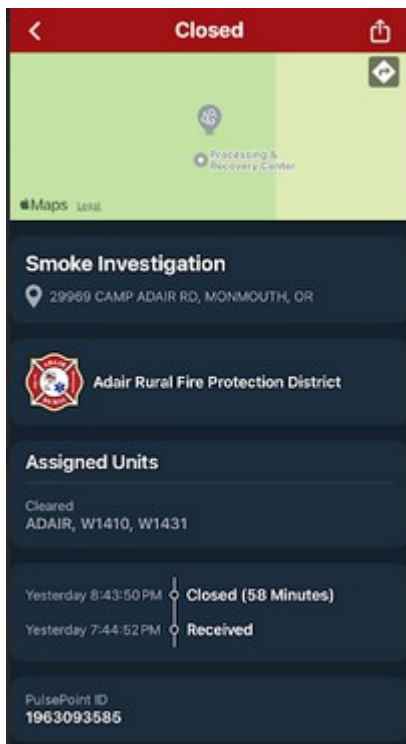 Closed
Processing &
Recovery Center
Maps Legal
Smoke Investigation
29969 CAMP ADAIR RD, MONMOUTH, OR
Adair Rural Fire Protection District
Assigned Units
Cleared
ADAIR, W1410, W1431
Yesterday 8:43:50 PM Closed (58 Minutes)
Yesterday 7:44:52 PM Received
PulsePoint ID
1963093585